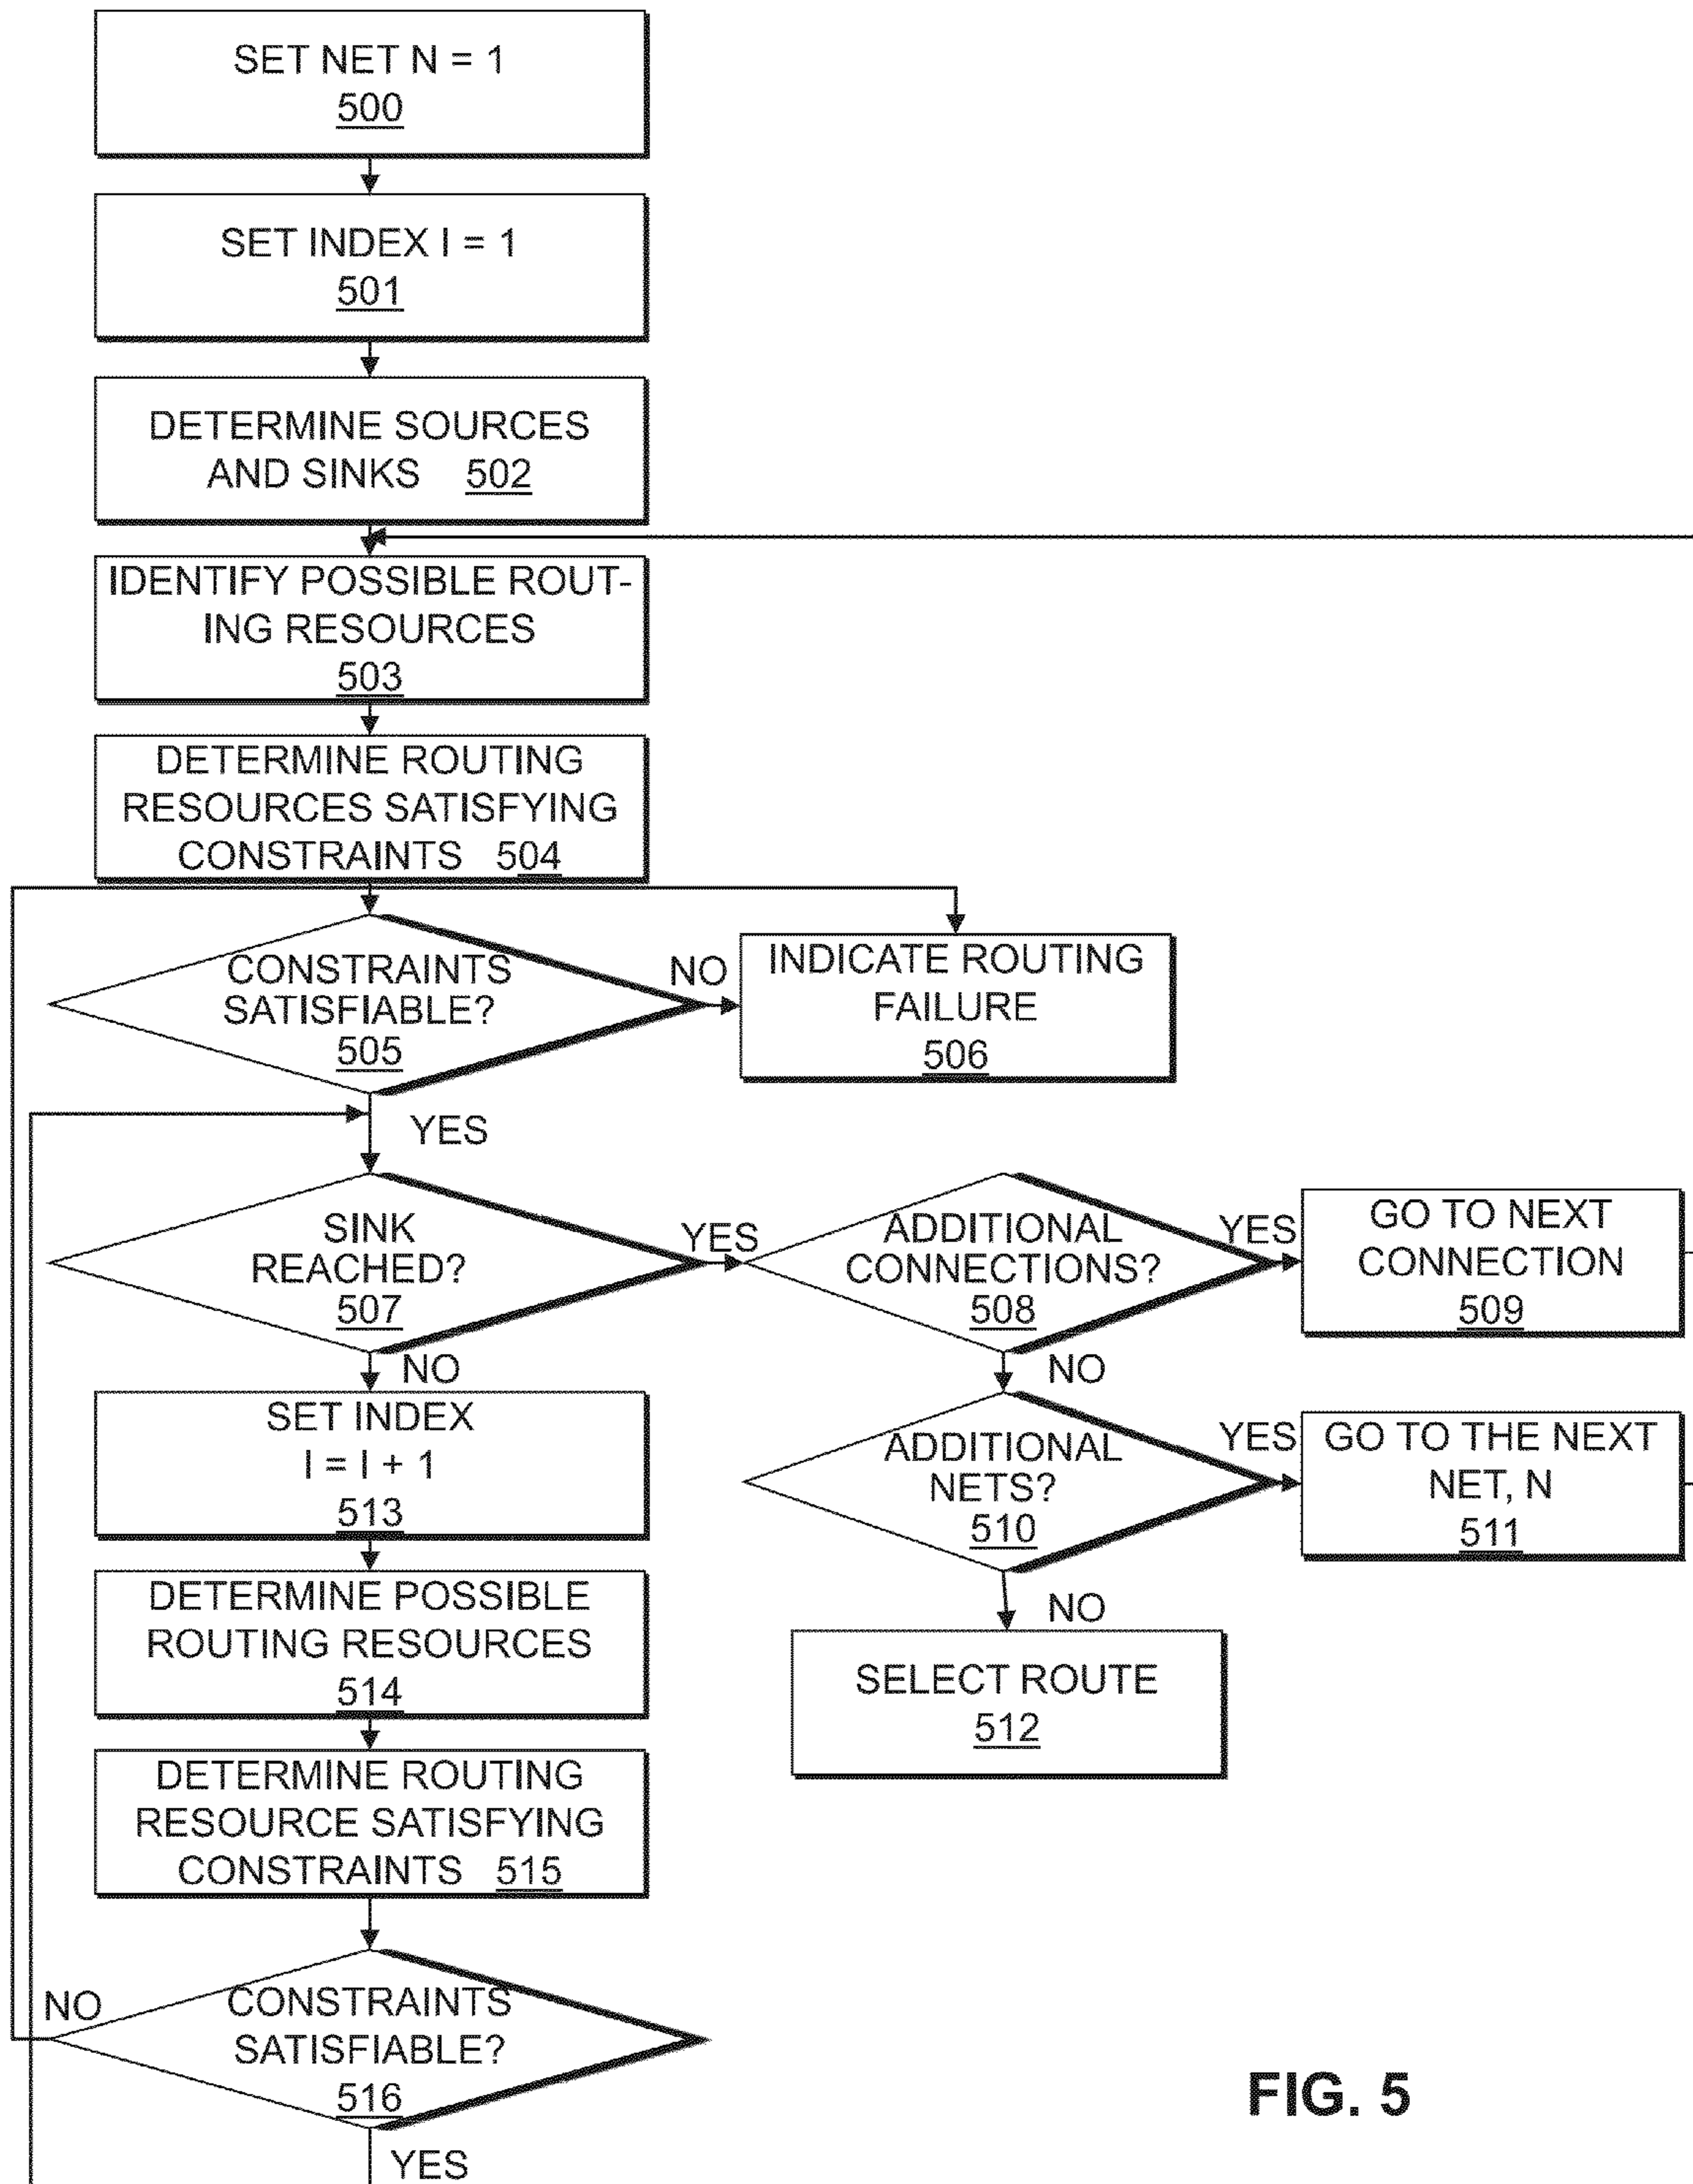 SET NET N = 1
500
SET INDEX I = 1
501
DETERMINE SOURCES
AND SINKS 502
IDENTIFY POSSIBLE ROUT-
ING RESOURCES
503
DETERMINE ROUTING
RESOURCES SATISFYING
CONSTRAINTS 504
CONSTRAINTS
SATISFIABLE?
505
NO
INDICATE ROUTING
FAILURE
506
YES
SINK
REACHED?
507
YES
ADDITIONAL
CONNECTIONS?
508
YES
GO TO NEXT
CONNECTION
509
NO
NO
SET INDEX
I = I + 1
513
ADDITIONAL
NETS?
510
YES
GO TO THE NEXT
NET, N
511
DETERMINE POSSIBLE
ROUTING RESOURCES
514
NO
SELECT ROUTE
512
DETERMINE ROUTING
RESOURCE SATISFYING
CONSTRAINTS 515
NO
CONSTRAINTS
SATISFIABLE?
516
YES
FIG. 5